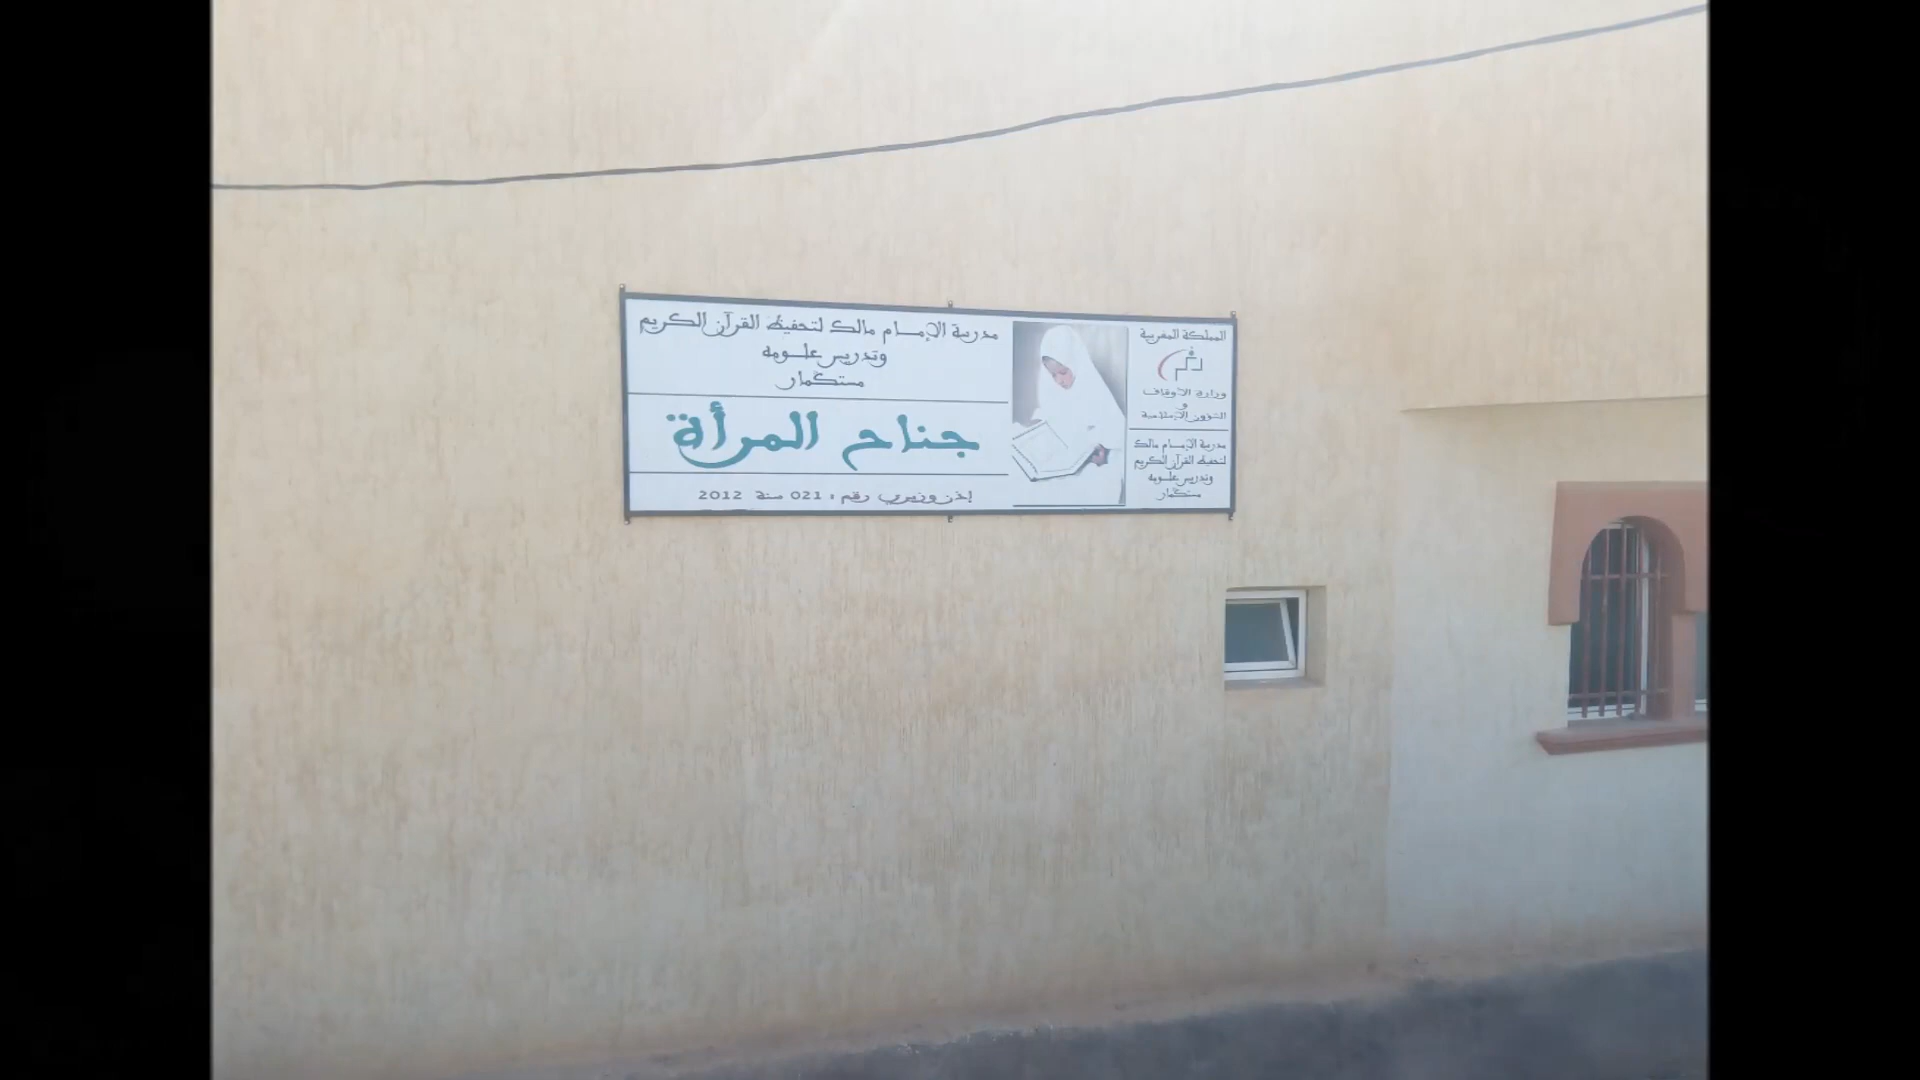 المملكة المغربية
وزارة الأوقاف
و
الشؤون الإسلامية
مدرسة الإمام مالك
لتحفيظ القرآن الكريم
وتدريس علومه
مستكمار
مدرسة الإمام مالك لتحفيظ القرآن الكريم
وتدريس علومه
مستكمار
جناح المرأة
إذن وزيري رقم : 021 سنة 2012